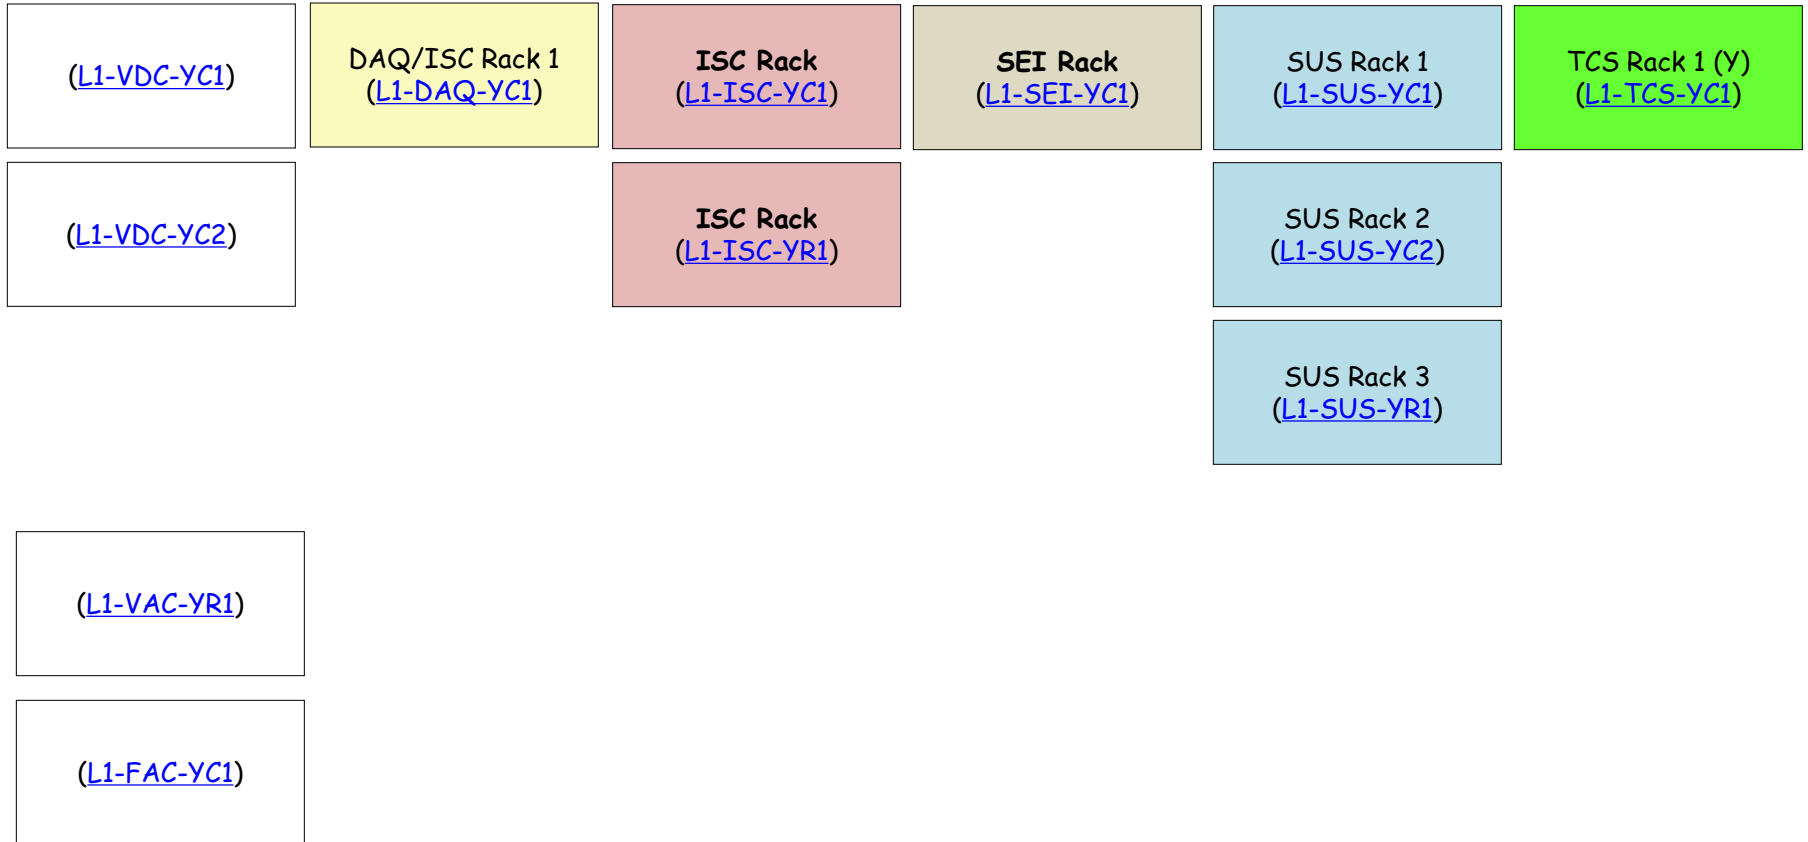 (L1-VDC-YC1)
DAQ/ISC Rack 1
(L1-DAQ-YC1)
ISC Rack
(L1-ISC-YC1)
SEI Rack
(L1-SEI-YC1)
SUS Rack 1
(L1-SUS-YC1)
TCS Rack 1 (Y)
(L1-TCS-YC1)
(L1-VDC-YC2)
ISC Rack
(L1-ISC-YR1)
SUS Rack 2
(L1-SUS-YC2)
SUS Rack 3
(L1-SUS-YR1)
(L1-VAC-YR1)
(L1-FAC-YC1)